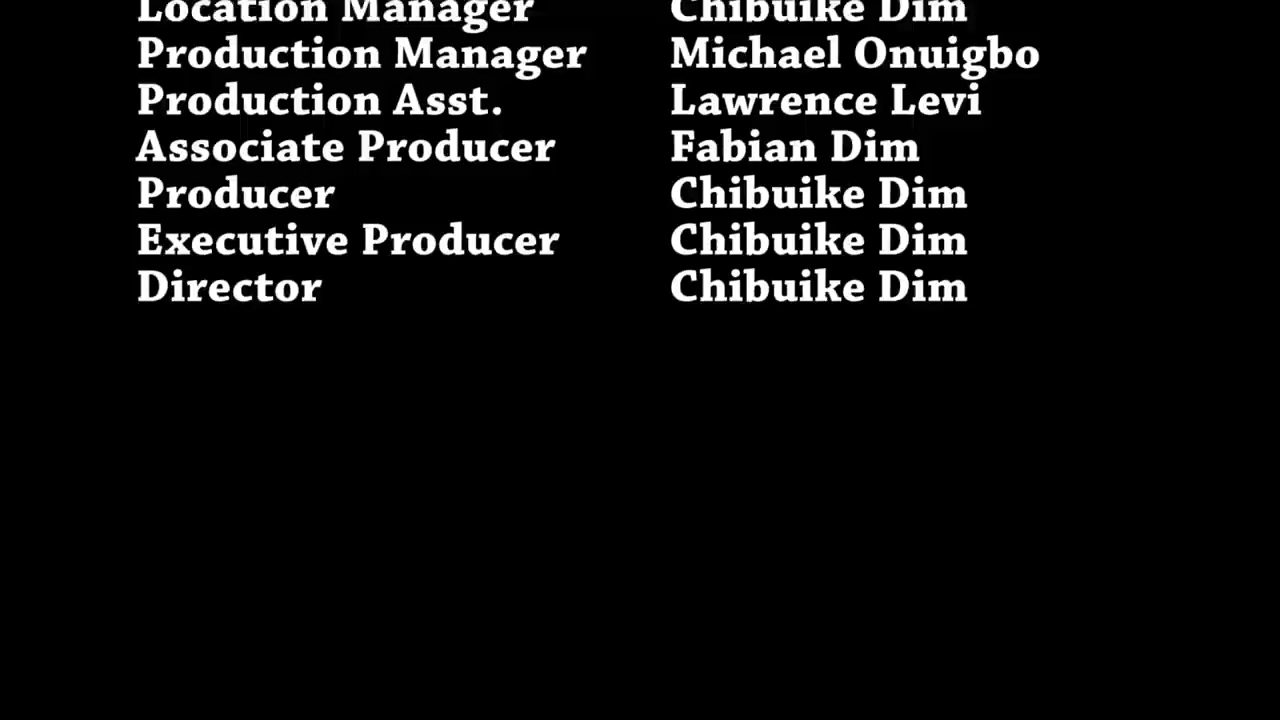 Location Manager Chibuike Dim
Production Manager Michael Onuigbo
Production Asst. Lawrence Levi
Associate Producer Fabian Dim
Producer Chibuike Dim
Executive Producer Chibuike Dim
Director Chibuike Dim